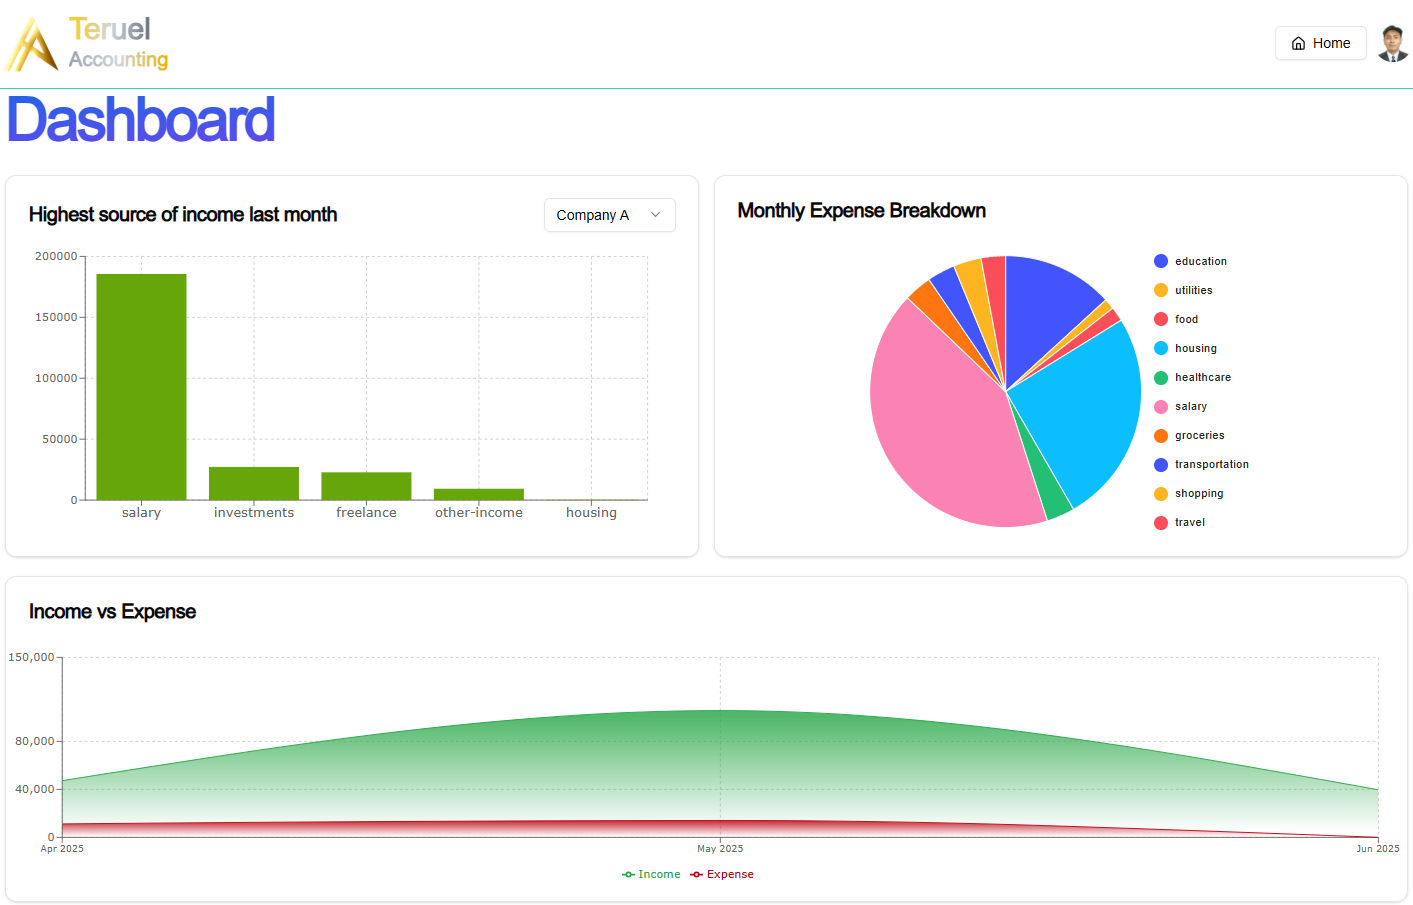 Teruel
Accounting
Home
Dashboard
Highest source of income last month
Company A
200000
150000
100000
50000
0
salary investments freelance other-income housing
Monthly Expense Breakdown
education
utilities
food
housing
healthcare
salary
groceries
transportation
shopping
travel
Income vs Expense
150,000
80,000
40,000
0
Apr 2025 May 2025 Jun 2025
Income Expense